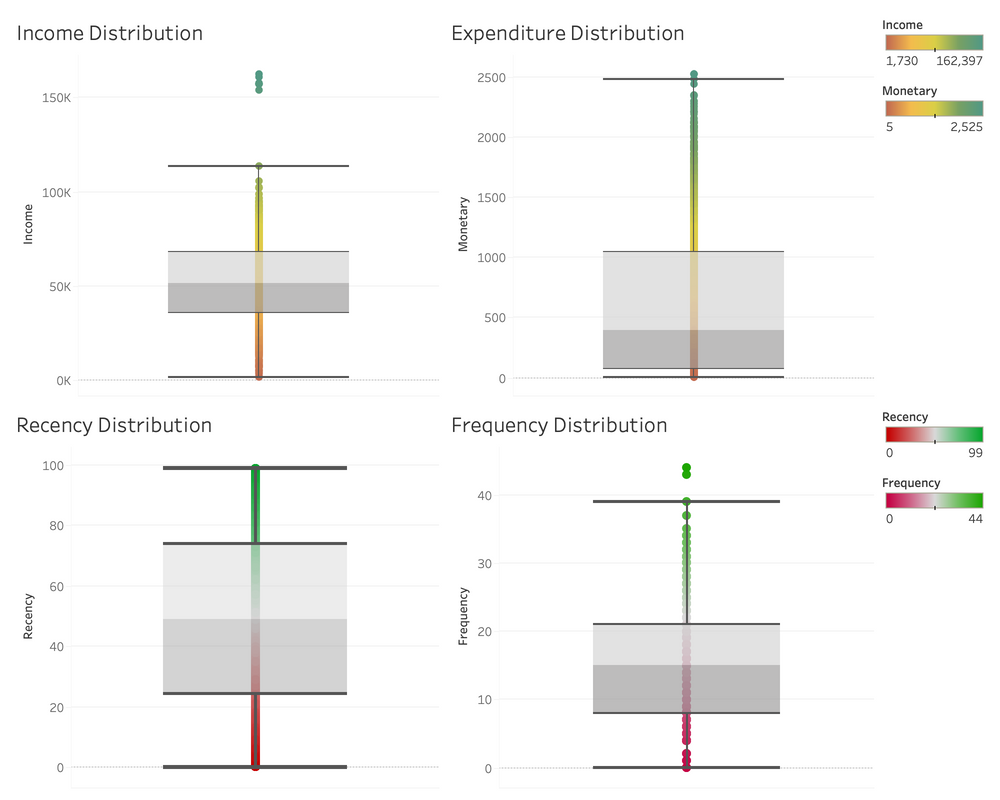 Income Distribution
Expenditure Distribution
Income
1,730 162,397
Monetary
5 2,525
150K
100K
50K
0K
Income
2500
2000
1500
1000
500
0
Monetary
Recency Distribution
Frequency Distribution
Recency
0 99
Frequency
0 44
100
80
60
40
20
0
Recency
40
30
20
10
0
Frequency